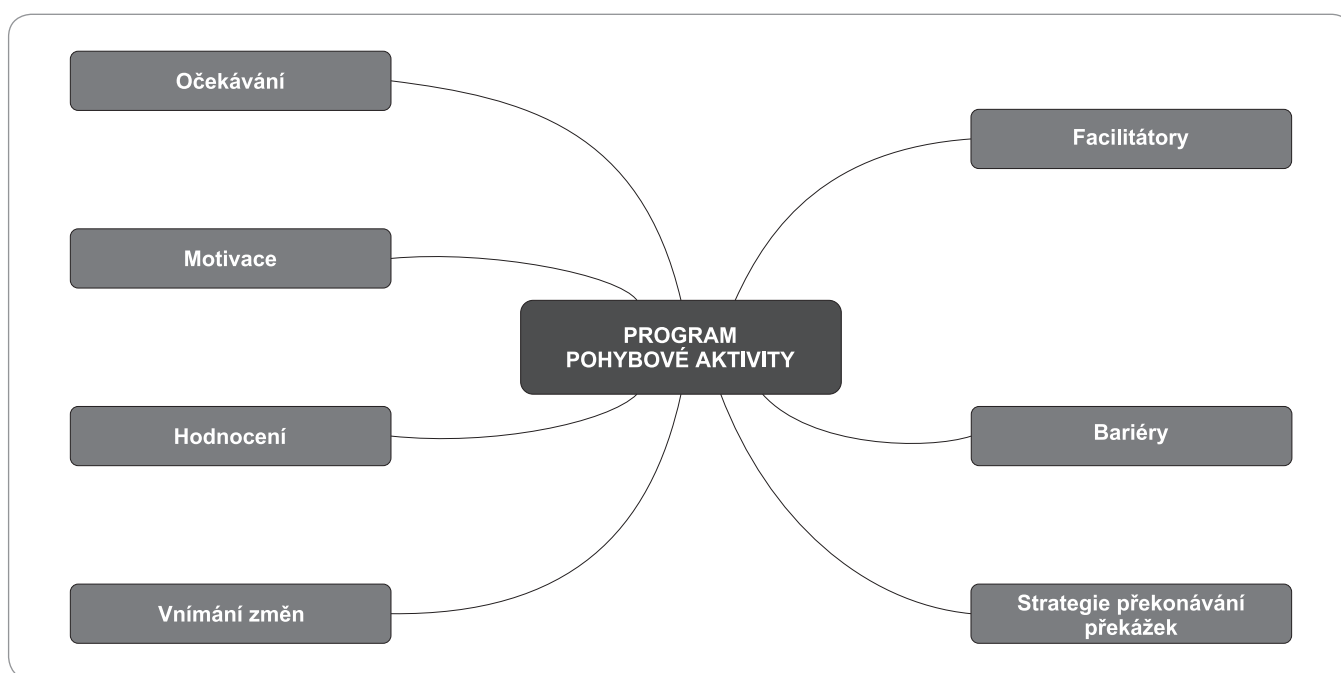 Očekávání
Motivace
Hodnocení
Vnímání změn
PROGRAM
POHYBOVÉ AKTIVITY
Facilitátory
Bariéry
Strategie překonávání
překážek